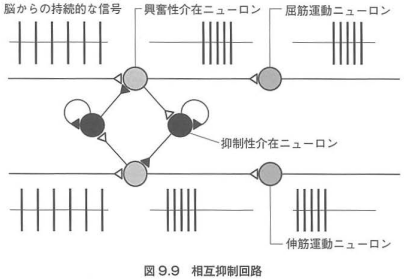 脳からの持続的な信号
興奮性介在ニューロン
屈筋運動ニューロン
抑制性介在ニューロン
伸筋運動ニューロン
図 9.9 相互抑制回路